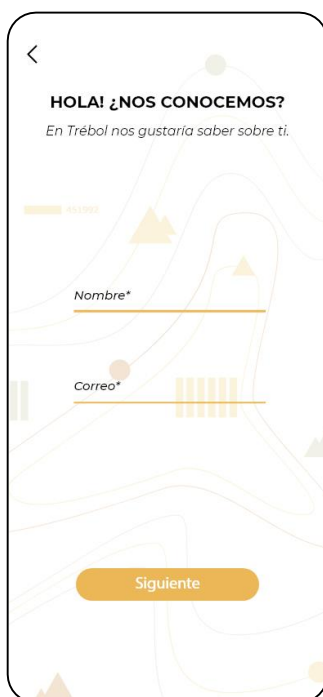 HOLA! ¿NOS CONOCEMOS?
En Trébol nos gustaría saber sobre ti.
Nombre*
Correo*
Siguiente